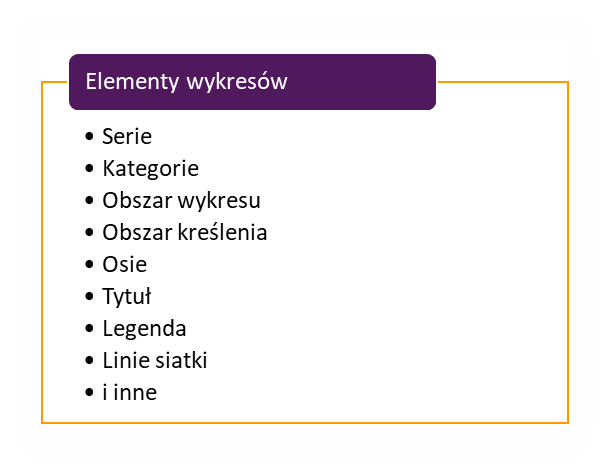 Elementy wykresów
• Serie
• Kategorie
• Obszar wykresu
• Obszar kreślenia
• Osie
• Tytuł
• Legenda
• Linie siatki
• i inne